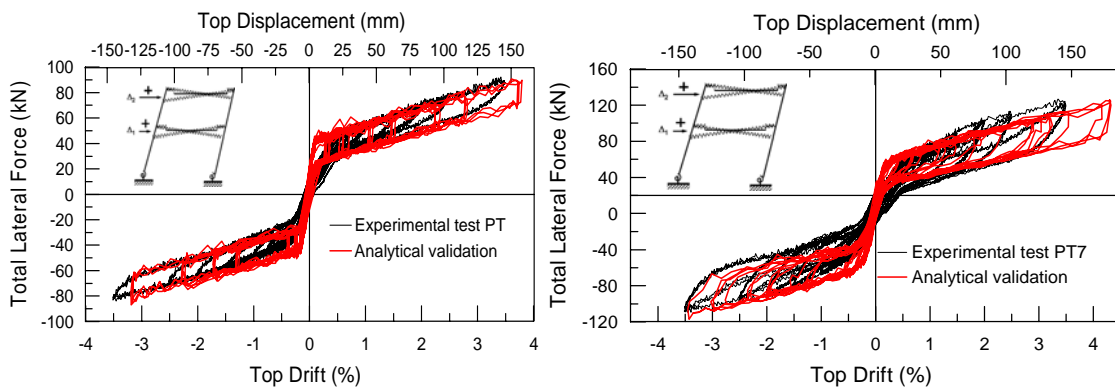 Top Displacement (mm)
-150 -125 -100 -75 -50 -25 0 25 50 75 100 125 150
100
80
60
40
20
0
-20
-40
-60
-80
-100
Total Lateral Force (kN)
Δ2 +
Δ1 +
Experimental test PT
Analytical validation
-4 -3 -2 -1 0 1 2 3 4
Top Drift (%)
Top Displacement (mm)
-150 -100 -50 0 50 100 150
160
120
80
40
0
-40
-80
-120
Total Lateral Force (kN)
Δ2 +
Δ1 +
Experimental test PT7
Analytical validation
-4 -3 -2 -1 0 1 2 3 4
Top Drift (%)